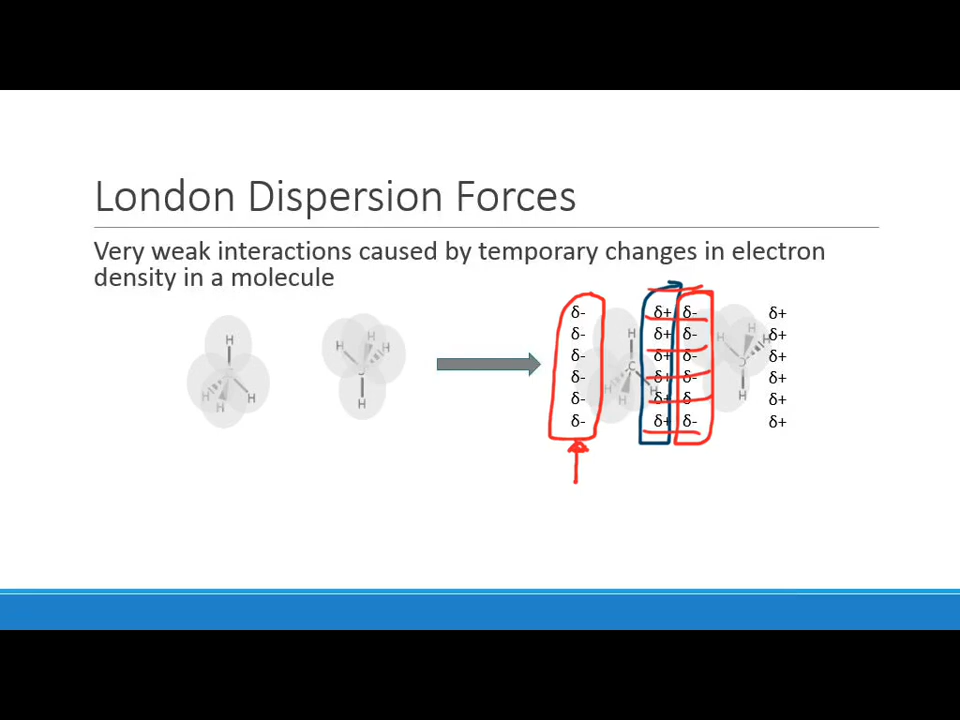 London Dispersion Forces
Very weak interactions caused by temporary changes in electron
density in a molecule
H
H
H
H
H
H
H
H
C
H
H
H
H
H
H
H
δ- δ+ δ- δ+
δ- δ+ δ- δ+
δ- δ+ δ- δ+
δ- δ+ δ- δ+
δ- δ+ δ- δ+
δ- δ+ δ- δ+